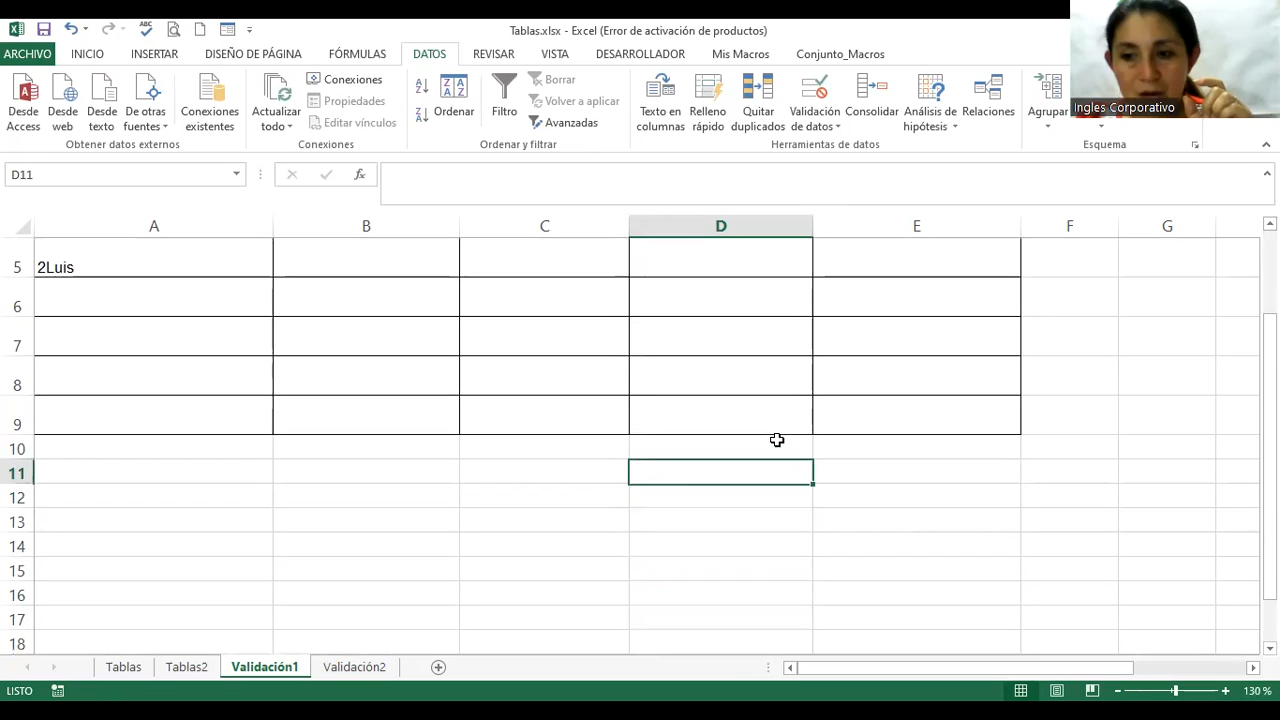 Tablas.xlsx - Excel (Error de activación de productos)
ARCHIVO INICIO INSERTAR DISEÑO DE PÁGINA FÓRMULAS DATOS REVISAR VISTA DESARROLLADOR Mis Macros Conjunto_Macros
Desde Access
Desde web
Desde texto
De otras fuentes
Conexiones existentes
Obtener datos externos
Actualizar todo
Conexiones
Propiedades
Editar vínculos
Conexiones
Ordenar
Filtro
Borrar
Volver a aplicar
Avanzadas
Ordenar y filtrar
Texto en columnas
Relleno rápido
Quitar duplicados
Validación de datos
Consolidar
Análisis de hipótesis
Relaciones
Herramientas de datos
Agrupar
Esquema
Ingles Corporativo
D11
fx
A B C D E F G
5 2Luis
6
7
8
9
10
11
12
13
14
15
16
17
18
Tablas Tablas2 Validación1 Validación2
LISTO
130 %